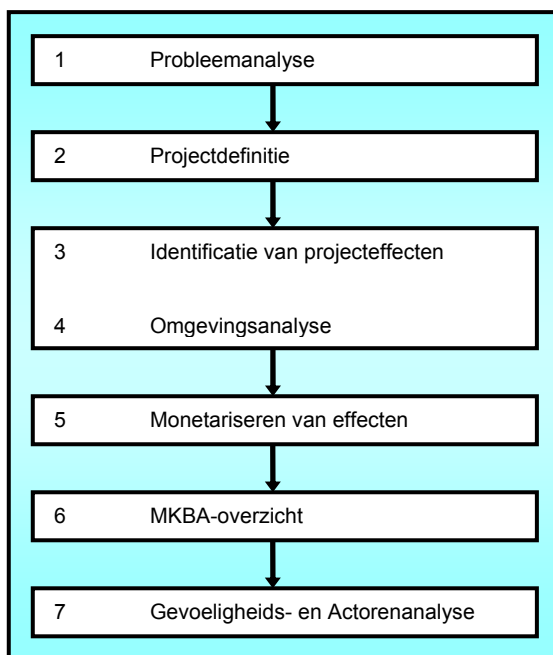 1 Probleemanalyse
2 Projectdefinitie
3 Identificatie van projecteffecten
4 Omgevingsanalyse
5 Monetariseren van effecten
6 MKBA-overzicht
7 Gevoeligheids- en Actorenanalyse